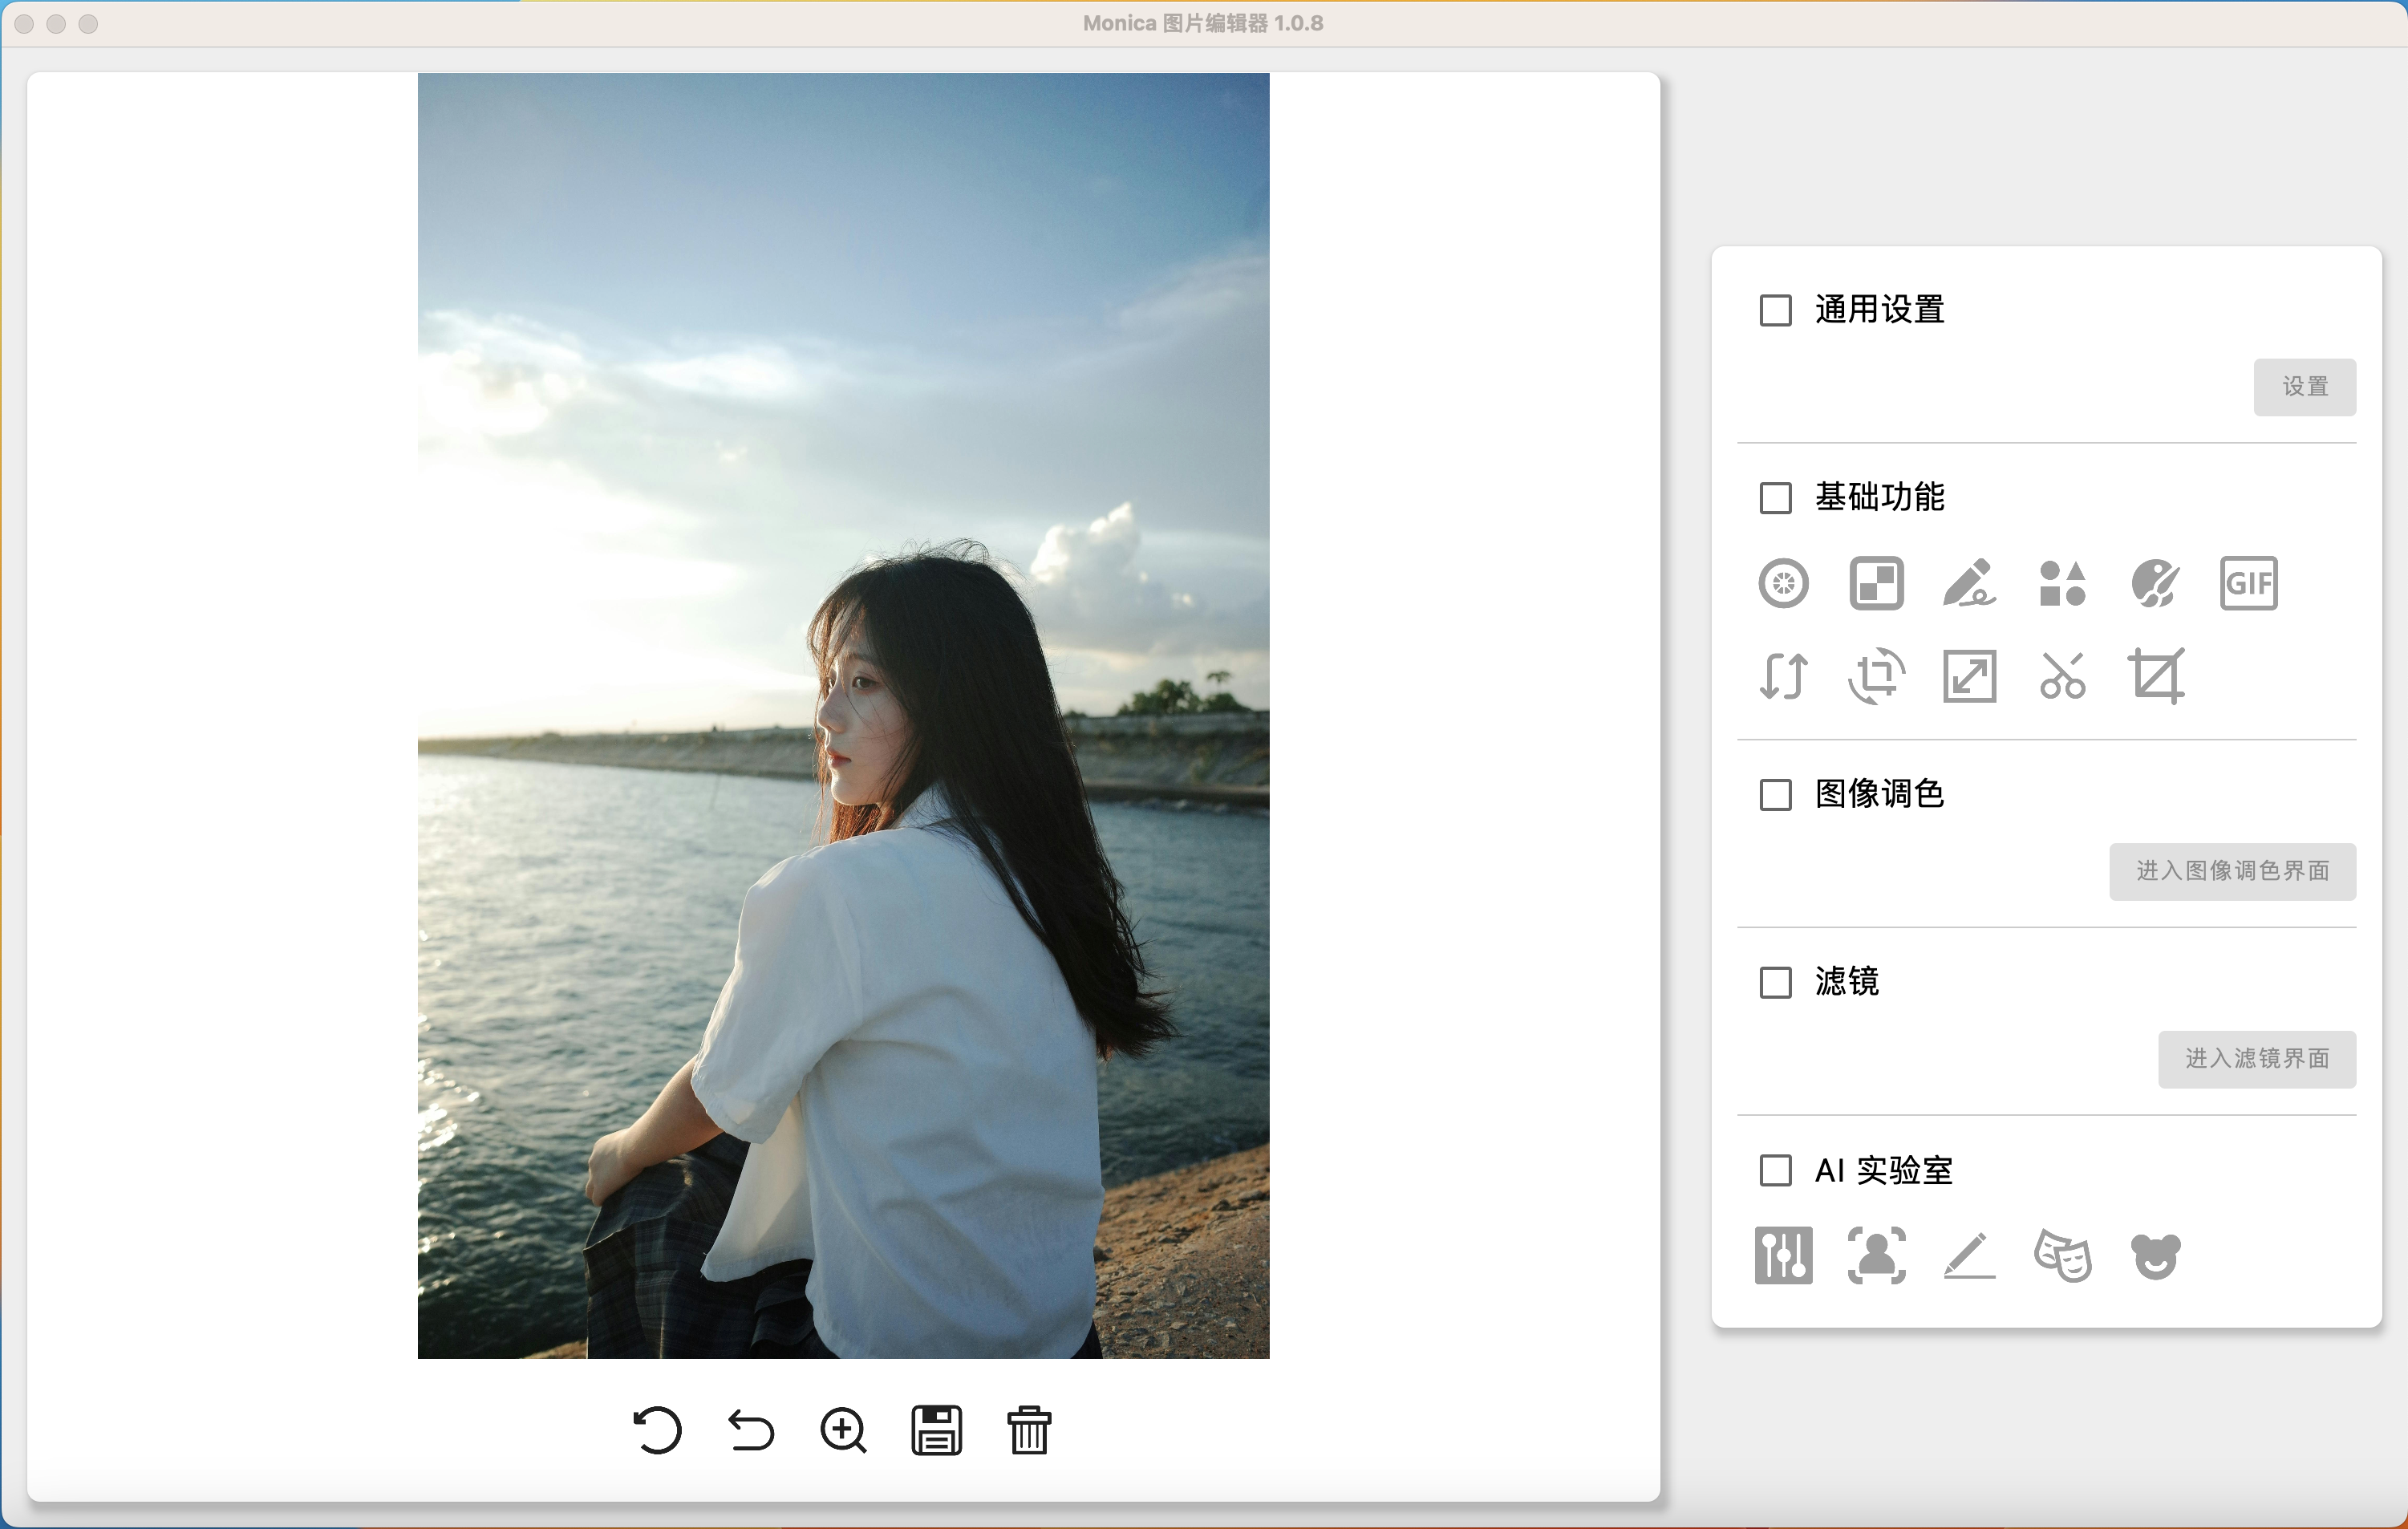 Monica 图片编辑器 1.0.8
通用设置
设置
基础功能
GIF
图像调色
进入图像调色界面
滤镜
进入滤镜界面
AI 实验室